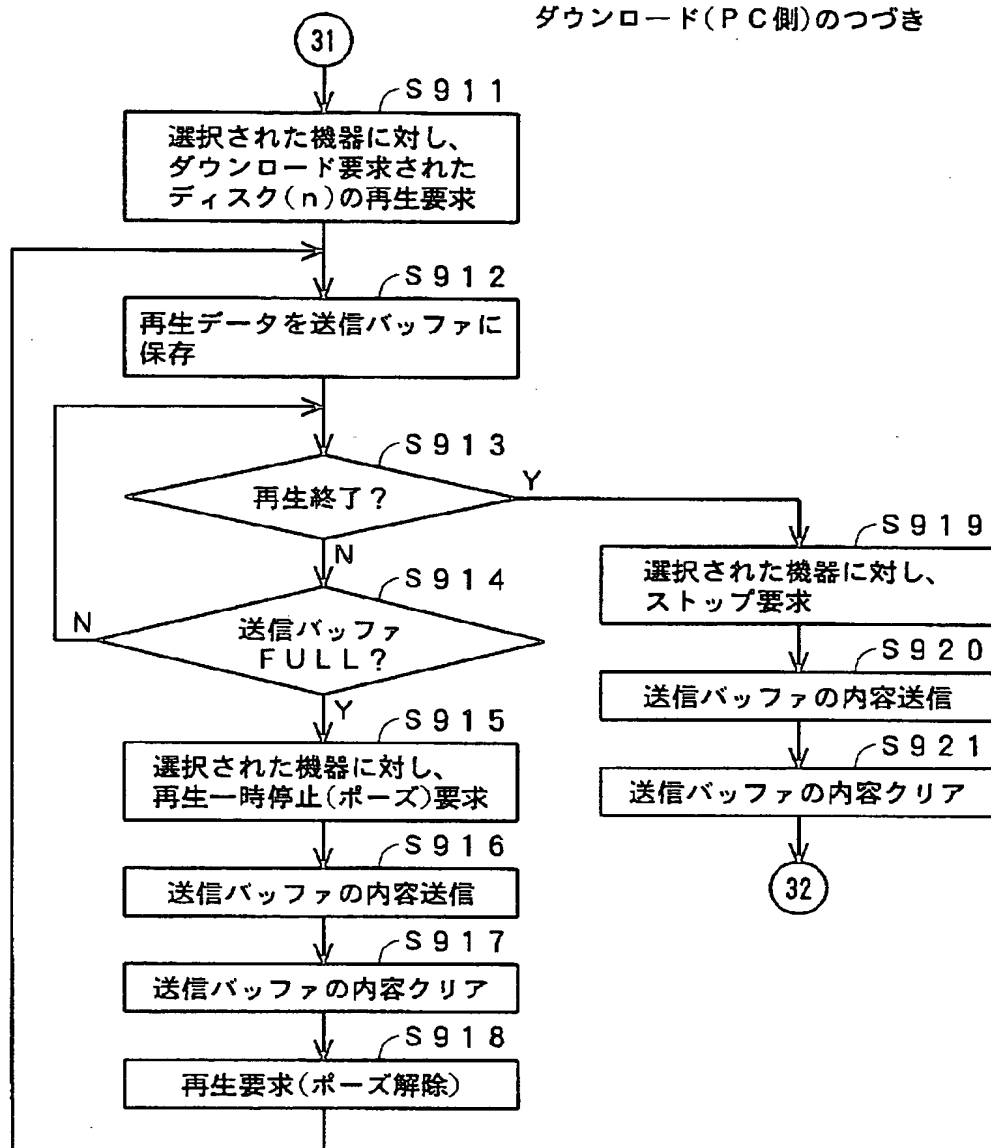 ダウンロード(PC側)のつづき
31
S911
選択された機器に対し、
ダウンロード要求された
ディスク(n)の再生要求
S912
再生データを送信バッファに
保存
S913
再生終了?
Y
N
S914
送信バッファ
FULL?
N
Y
S915
選択された機器に対し、
再生一時停止(ポーズ)要求
S916
送信バッファの内容送信
S917
送信バッファの内容クリア
S918
再生要求(ポーズ解除)
S919
選択された機器に対し、
ストップ要求
S920
送信バッファの内容送信
S921
送信バッファの内容クリア
32